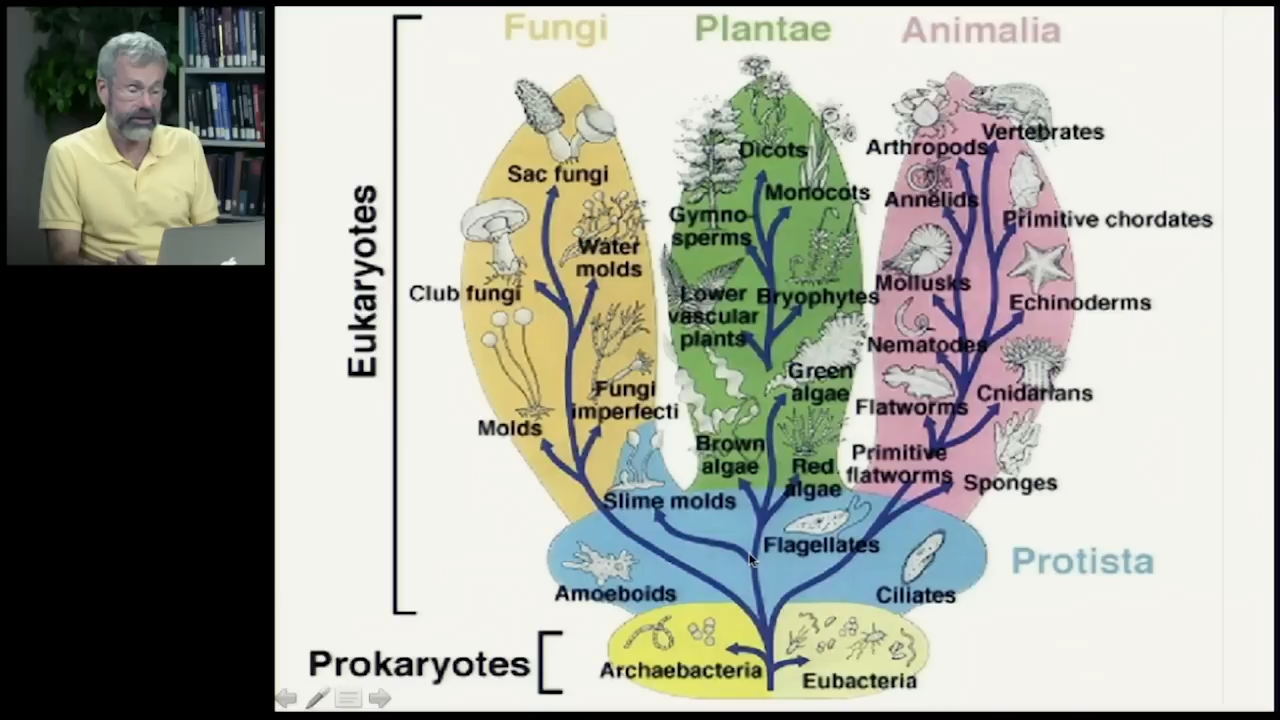 Fungi
Plantae
Animalia
Eukaryotes
Sac fungi
Water
molds
Club fungi
Fungi
imperfecti
Molds
Slime molds
Dicots
Monocots
Gymno-
sperms
Lower
vascular
plants
Bryophytes
Green
algae
Brown
algae
Red
algae
Arthropods
Vertebrates
Annelids
Primitive chordates
Mollusks
Echinoderms
Nematodes
Cnidarians
Flatworms
Primitive
flatworms
Sponges
Flagellates
Protista
Amoeboids
Ciliates
Prokaryotes
Archaebacteria
Eubacteria